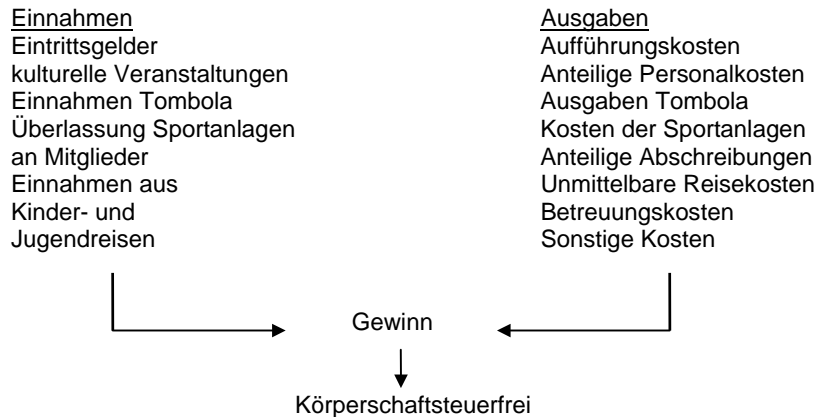 Einnahmen
Eintrittsgelder
kulturelle Veranstaltungen
Einnahmen Tombola
Überlassung Sportanlagen
an Mitglieder
Einnahmen aus
Kinder- und
Jugendreisen
Ausgaben
Aufführungskosten
Anteilige Personalkosten
Ausgaben Tombola
Kosten der Sportanlagen
Anteilige Abschreibungen
Unmittelbare Reisekosten
Betreuungskosten
Sonstige Kosten
Gewinn
Körperschaftsteuerfrei